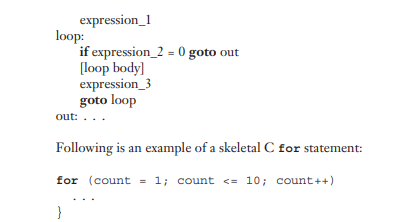 expression_1
loop:
if expression_2 = 0 goto out
[loop body]
expression_3
goto loop
out: . . .
Following is an example of a skeletal C for statement:
for (count = 1; count <= 10; count++)
. . .
}